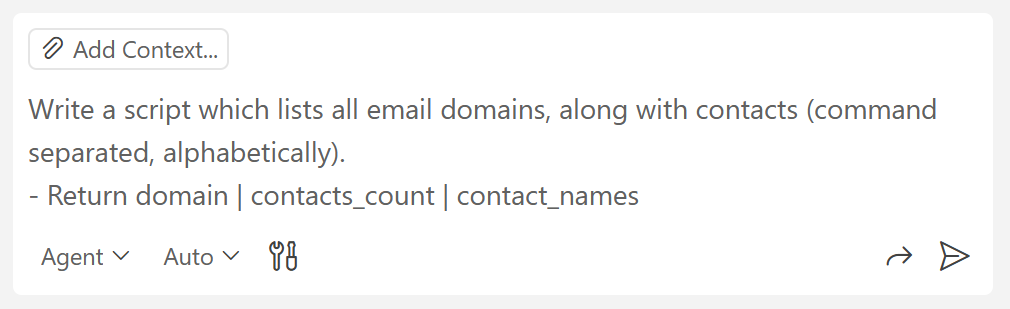 Add Context...
Write a script which lists all email domains, along with contacts (command
separated, alphabetically).
- Return domain | contacts_count | contact_names
Agent Auto